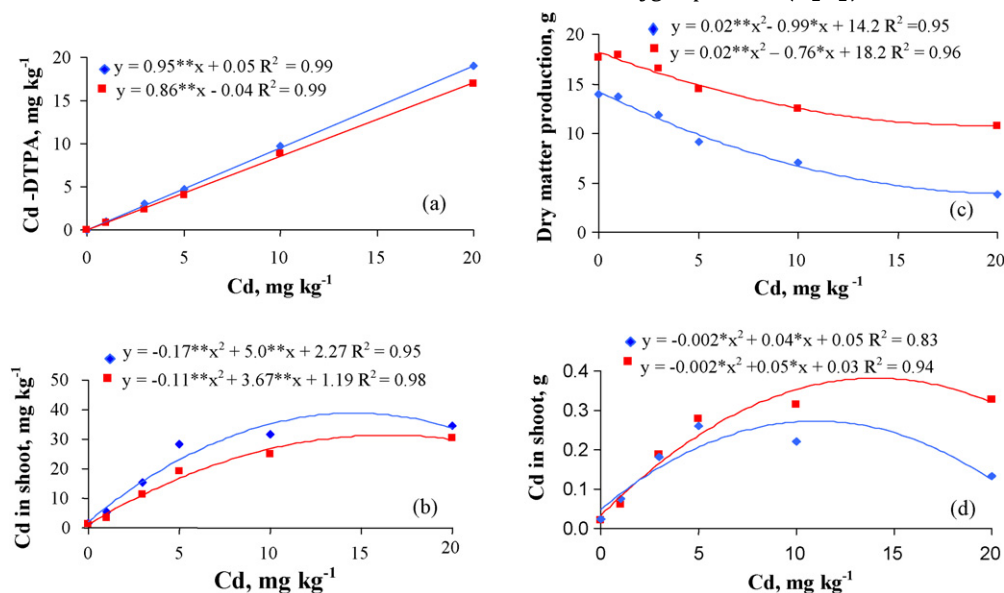 y = 0.95**x + 0.05 R² = 0.99
y = 0.86**x - 0.04 R² = 0.99
Cd -DTPA, mg kg⁻¹
20
15
10
5
0
(a)
0 5 10 15 20
Cd, mg kg⁻¹
y = 0.02**x²- 0.99*x + 14.2 R² =0.95
y = 0.02**x² – 0.76*x + 18.2 R² = 0.96
Dry matter production, g
20
15
10
5
0
(c)
0 5 10 15 20
Cd, mg kg⁻¹
y = -0.17**x² + 5.0**x + 2.27 R² = 0.95
y = -0.11**x² + 3.67**x + 1.19 R² = 0.98
Cd in shoot, mg kg⁻¹
50
40
30
20
10
0
(b)
0 5 10 15 20
Cd, mg kg⁻¹
y = -0.002*x² + 0.04*x + 0.05 R² = 0.83
y = -0.002*x² +0.05*x + 0.03 R² = 0.94
Cd in shoot, g
0.4
0.3
0.2
0.1
0.0
(d)
0 5 10 15 20
Cd, mg kg⁻¹